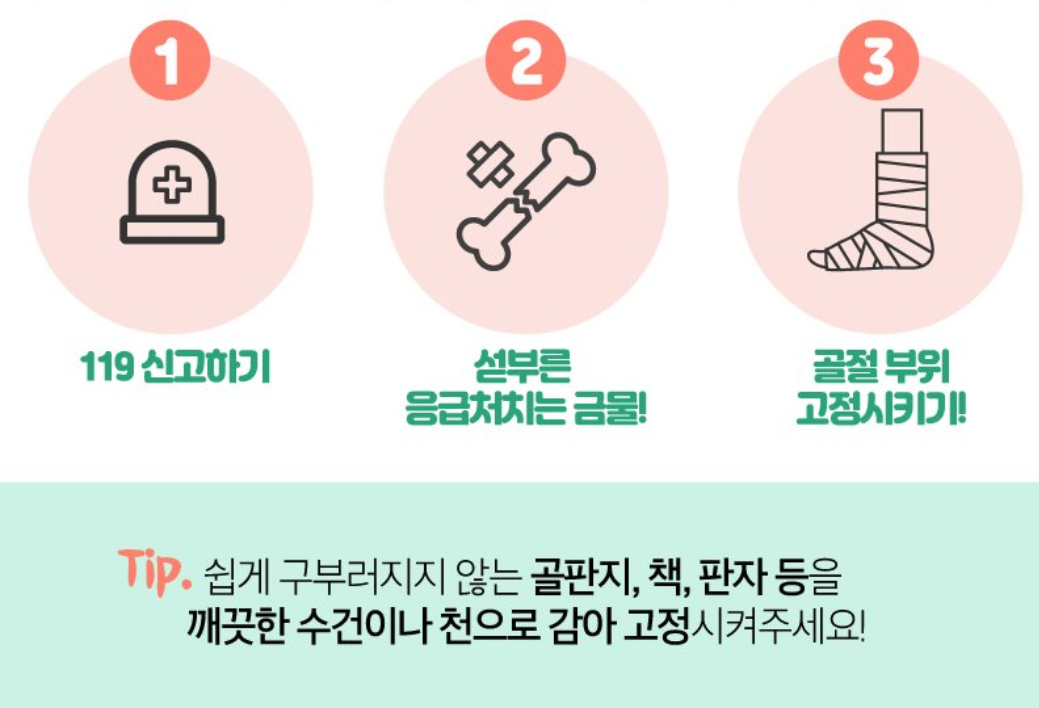 1
2
3
119 신고하기
섣부른
응급처치는 금물!
골절 부위
고정시키기!
Tip. 쉽게 구부러지지 않는 골판지, 책, 판자 등을
깨끗한 수건이나 천으로 감아 고정시켜주세요!